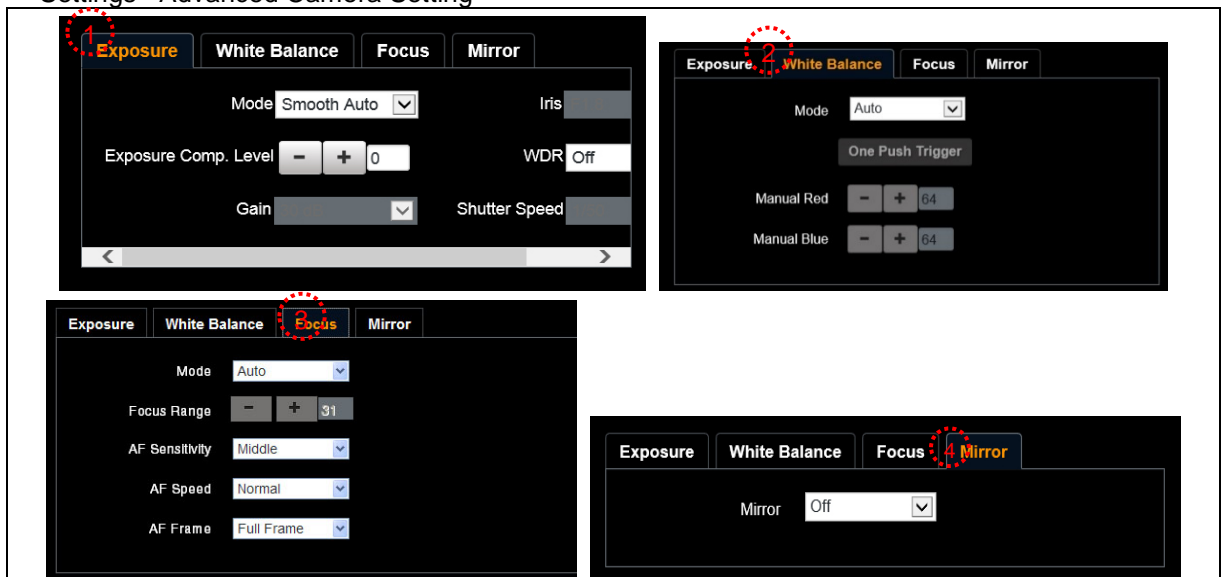 Settings - Advanced Camera Setting
1
Exposure White Balance Focus Mirror
Mode Smooth Auto Iris
Exposure Comp. Level - + 0 WDR Off
Gain Shutter Speed
2
Exposure White Balance Focus Mirror
Mode Auto
One Push Trigger
Manual Red - + 64
Manual Blue - + 64
3
Exposure White Balance Focus Mirror
Mode Auto
Focus Range - + 31
AF Sensitivity Middle
AF Speed Normal
AF Frame Full Frame
4
Exposure White Balance Focus Mirror
Mirror Off